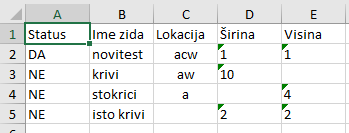 A B C D E
1 Status Ime zida Lokacija Širina Visina
2 DA novitest acw 1 1
3 NE krivi aw 10
4 NE stokrici a 4
5 NE isto krivi 2 2